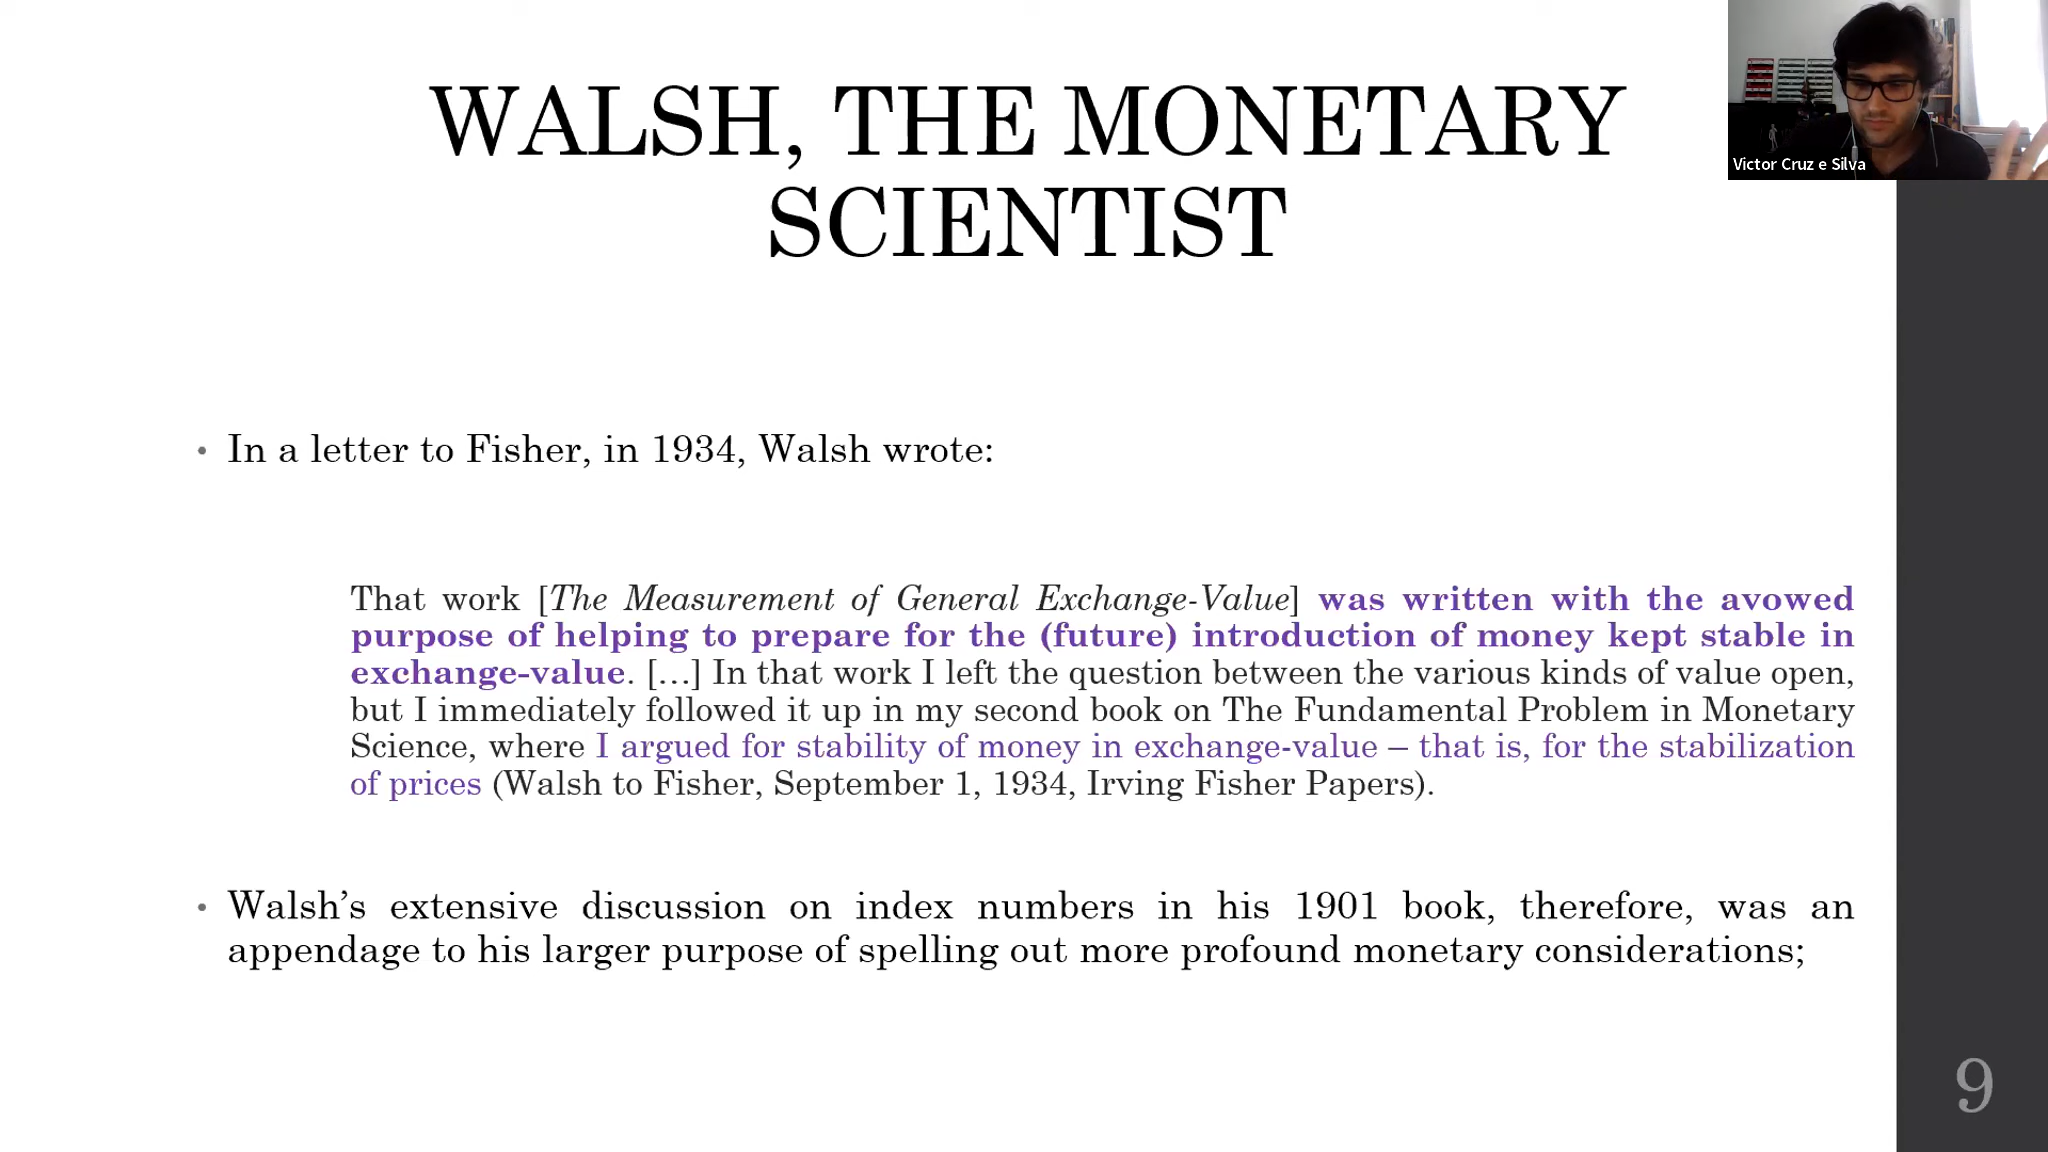 WALSH, THE MONETARY
SCIENTIST
Victor Cruz e Silva
• In a letter to Fisher, in 1934, Walsh wrote:
That work [The Measurement of General Exchange-Value] was written with the avowed
purpose of helping to prepare for the (future) introduction of money kept stable in
exchange-value. […] In that work I left the question between the various kinds of value open,
but I immediately followed it up in my second book on The Fundamental Problem in Monetary
Science, where I argued for stability of money in exchange-value – that is, for the stabilization
of prices (Walsh to Fisher, September 1, 1934, Irving Fisher Papers).
• Walsh’s extensive discussion on index numbers in his 1901 book, therefore, was an
appendage to his larger purpose of spelling out more profound monetary considerations;
9